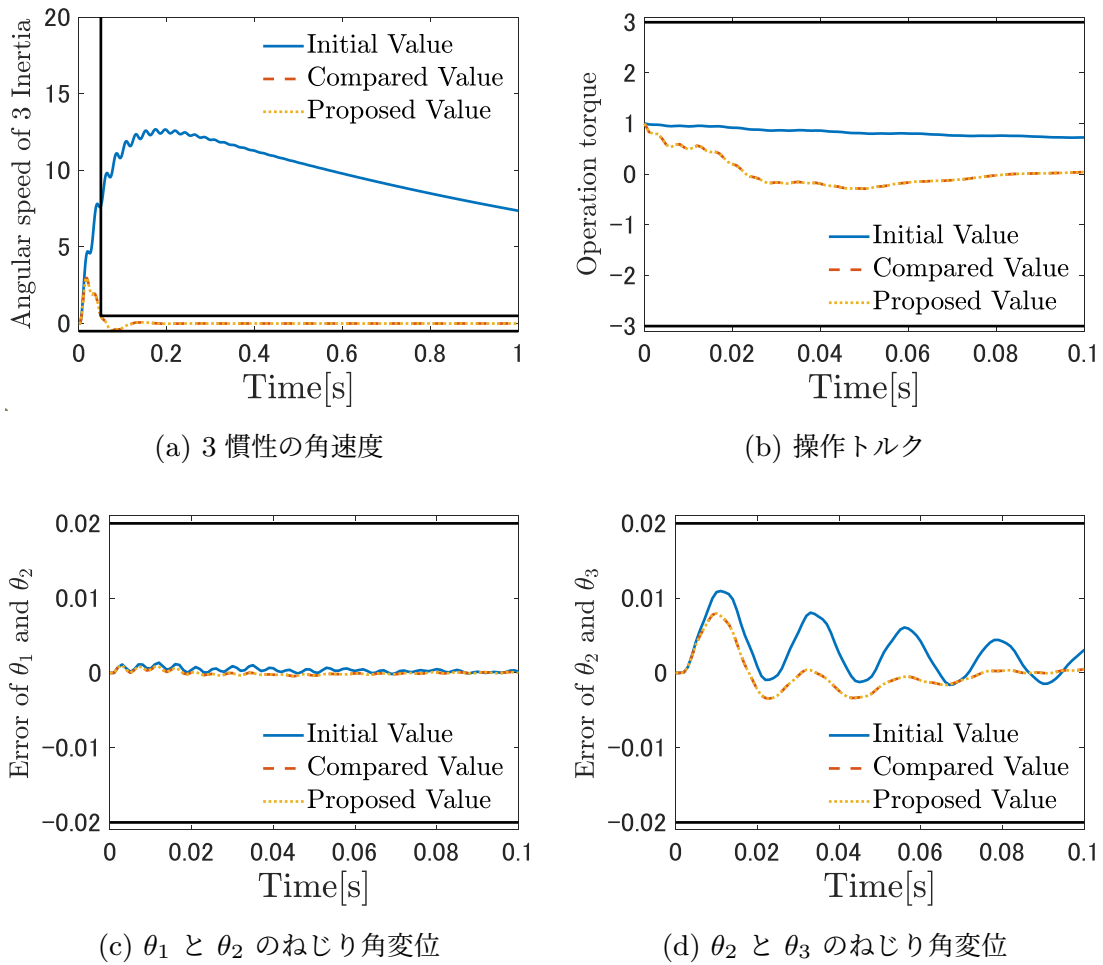 Angular speed of 3 Inertia
20
15
10
5
0
Initial Value
Compared Value
Proposed Value
0 0.2 0.4 0.6 0.8 1
Time[s]
(a) 3 慣性の角速度
Operation torque
3
2
1
0
−1
−2
−3
Initial Value
Compared Value
Proposed Value
0 0.02 0.04 0.06 0.08 0.1
Time[s]
(b) 操作トルク
Error of θ1 and θ2
0.02
0.01
0
−0.01
−0.02
Initial Value
Compared Value
Proposed Value
0 0.02 0.04 0.06 0.08 0.1
Time[s]
(c) θ1 と θ2 のねじり角変位
Error of θ2 and θ3
0.02
0.01
0
−0.01
−0.02
Initial Value
Compared Value
Proposed Value
0 0.02 0.04 0.06 0.08 0.1
Time[s]
(d) θ2 と θ3 のねじり角変位